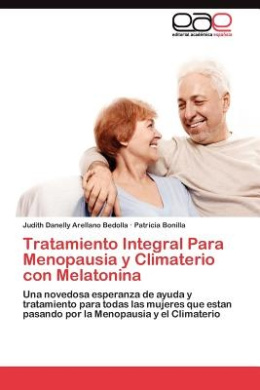 eae
editorial académica española
Judith Danelly Arellano Bedolla · Patricia Bonilla
Tratamiento Integral Para
Menopausia y Climaterio
con Melatonina
Una novedosa esperanza de ayuda y
tratamiento para todas las mujeres que estan
pasando por la Menopausia y el Climaterio